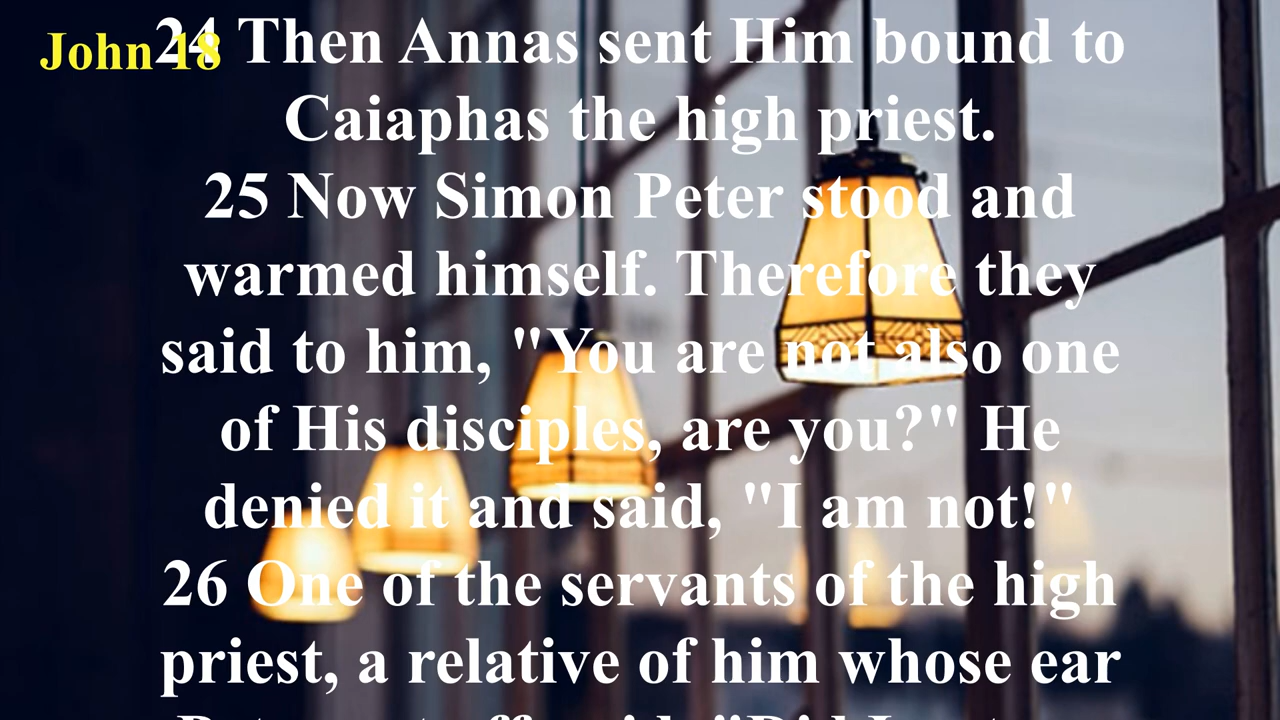 John 18
24 Then Annas sent Him bound to
Caiaphas the high priest.
25 Now Simon Peter stood and
warmed himself. Therefore they
said to him, "You are not also one
of His disciples, are you?" He
denied it and said, "I am not!"
26 One of the servants of the high
priest, a relative of him whose ear